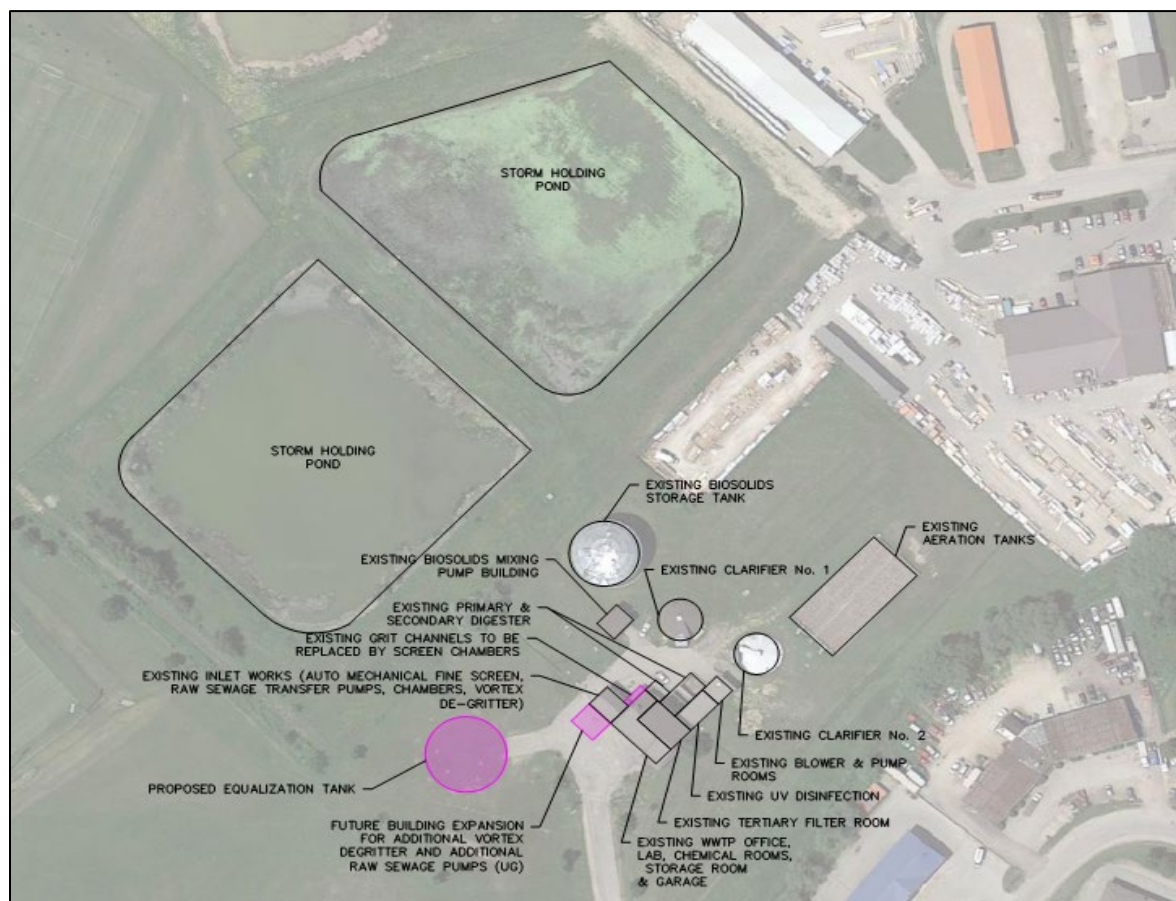 STORM HOLDING
POND
STORM HOLDING
POND
EXISTING BIOSOLIDS
STORAGE TANK
EXISTING
AERATION TANKS
EXISTING BIOSOLIDS MIXING
PUMP BUILDING
EXISTING CLARIFIER No. 1
EXISTING PRIMARY &
SECONDARY DIGESTER
EXISTING GRIT CHANNELS TO BE
REPLACED BY SCREEN CHAMBERS
EXISTING INLET WORKS (AUTO MECHANICAL FINE SCREEN,
RAW SEWAGE TRANSFER PUMPS, CHAMBERS, VORTEX
DE-GRITTER)
EXISTING CLARIFIER No. 2
EXISTING BLOWER & PUMP
ROOMS
PROPOSED EQUALIZATION TANK
EXISTING UV DISINFECTION
EXISTING TERTIARY FILTER ROOM
FUTURE BUILDING EXPANSION
FOR ADDITIONAL VORTEX
DEGRITTER AND ADDITIONAL
RAW SEWAGE PUMPS (UG)
EXISTING WWTP OFFICE,
LAB, CHEMICAL ROOMS,
STORAGE ROOM
& GARAGE